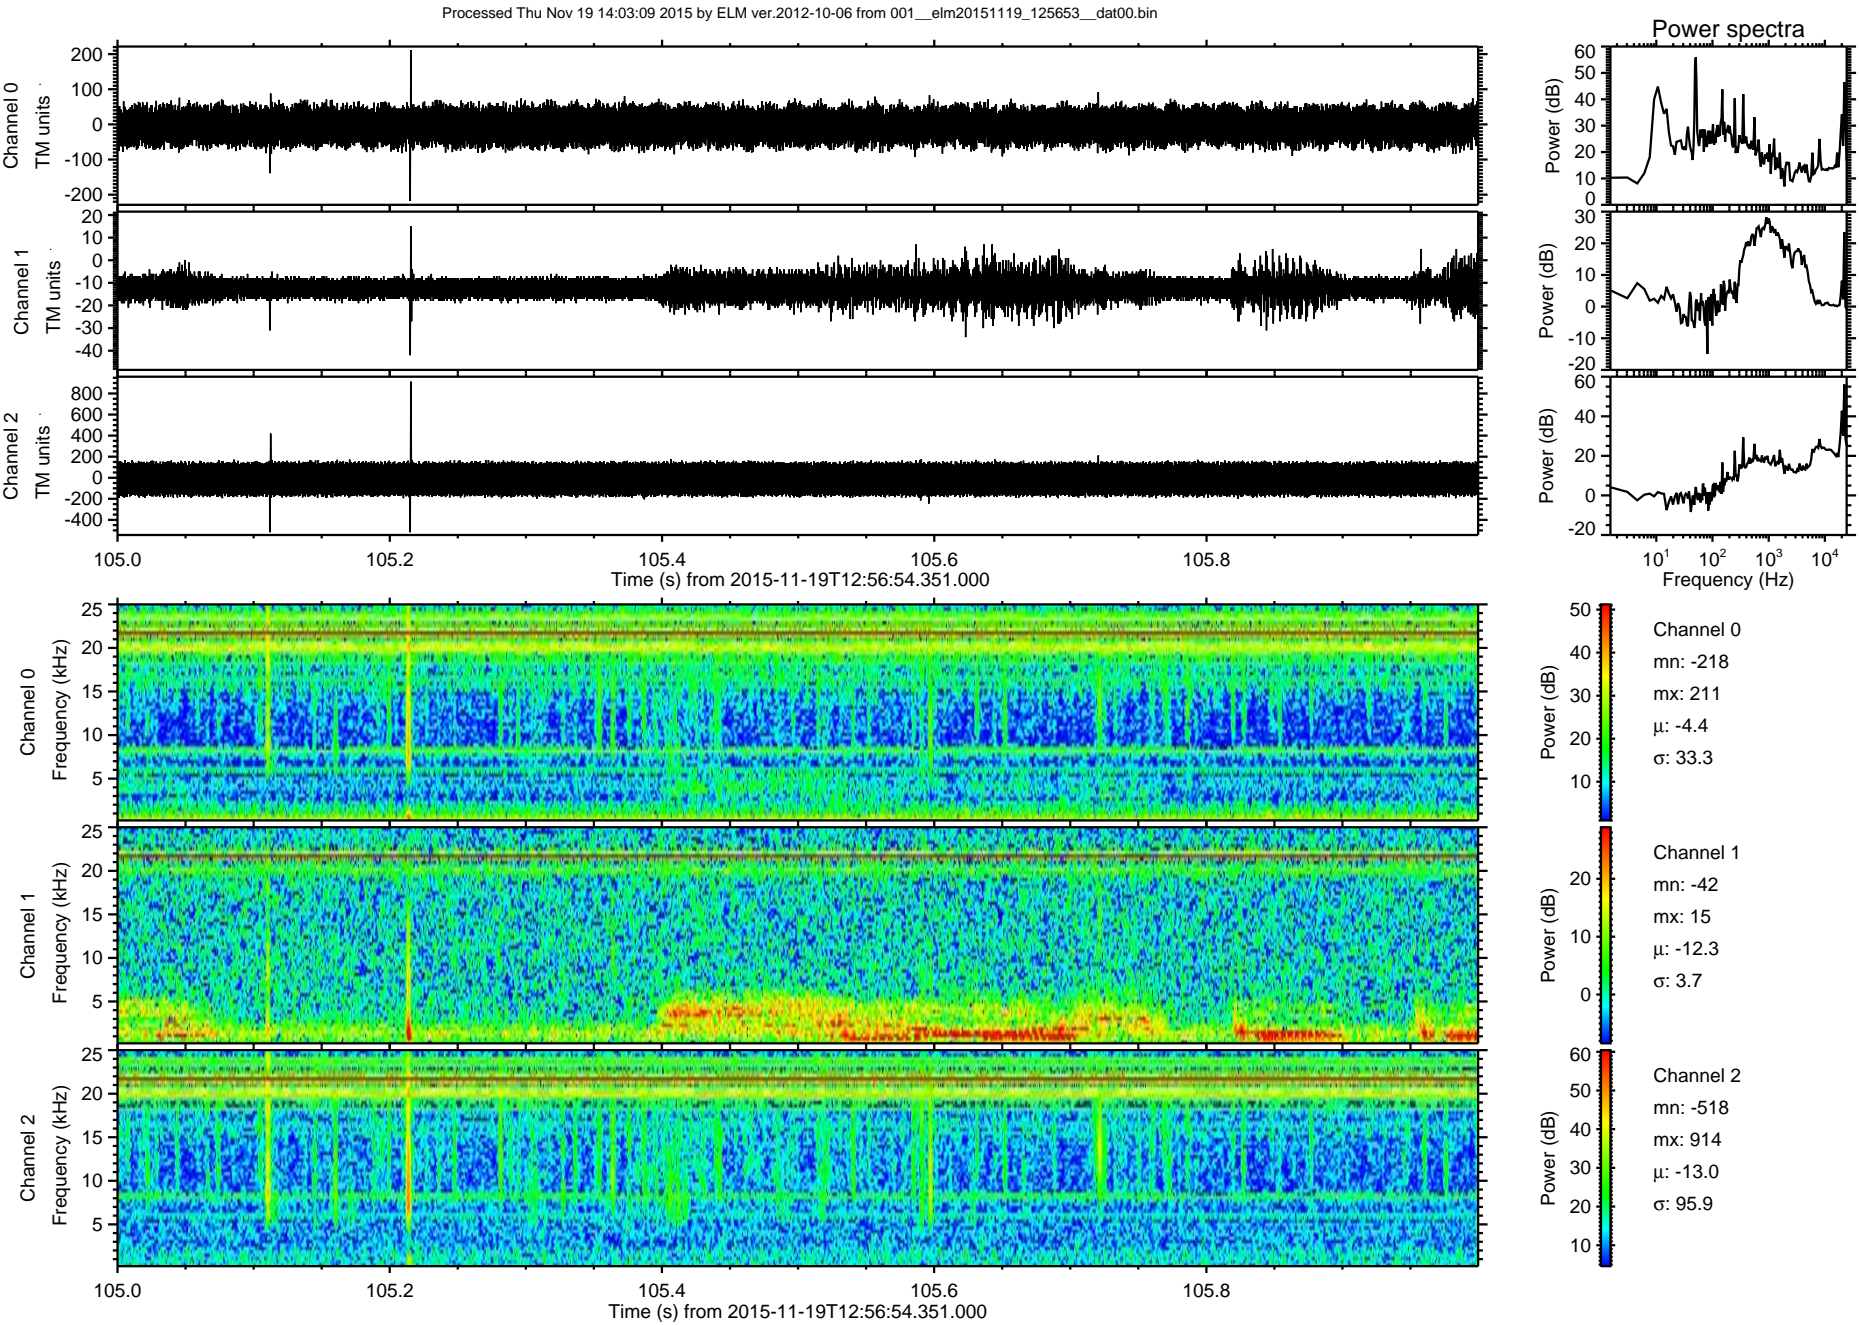 Processed Thu Nov 19 14:03:09 2015 by ELM ver.2012-10-06 from 001__elm20151119_125653__dat00.bin
Power spectra
Channel 0
TM units
200
100
0
-100
-200
Power (dB)
60
50
40
30
20
10
0
Channel 1
TM units
20
10
0
-10
-20
-30
-40
Power (dB)
30
20
10
0
-10
-20
Channel 2
TM units
800
600
400
200
0
-200
-400
Power (dB)
60
40
20
0
-20
105.0 105.2 105.4 105.6 105.8
Time (s) from 2015-11-19T12:56:54.351.000
10¹ 10² 10³ 10⁴
Frequency (Hz)
Channel 0
Frequency (kHz)
25
20
15
10
5
Power (dB)
50
40
30
20
10
Channel 0
mn: -218
mx: 211
μ: -4.4
σ: 33.3
Channel 1
Frequency (kHz)
25
20
15
10
5
Power (dB)
20
10
0
Channel 1
mn: -42
mx: 15
μ: -12.3
σ: 3.7
Channel 2
Frequency (kHz)
25
20
15
10
5
Power (dB)
60
50
40
30
20
10
Channel 2
mn: -518
mx: 914
μ: -13.0
σ: 95.9
105.0 105.2 105.4 105.6 105.8
Time (s) from 2015-11-19T12:56:54.351.000